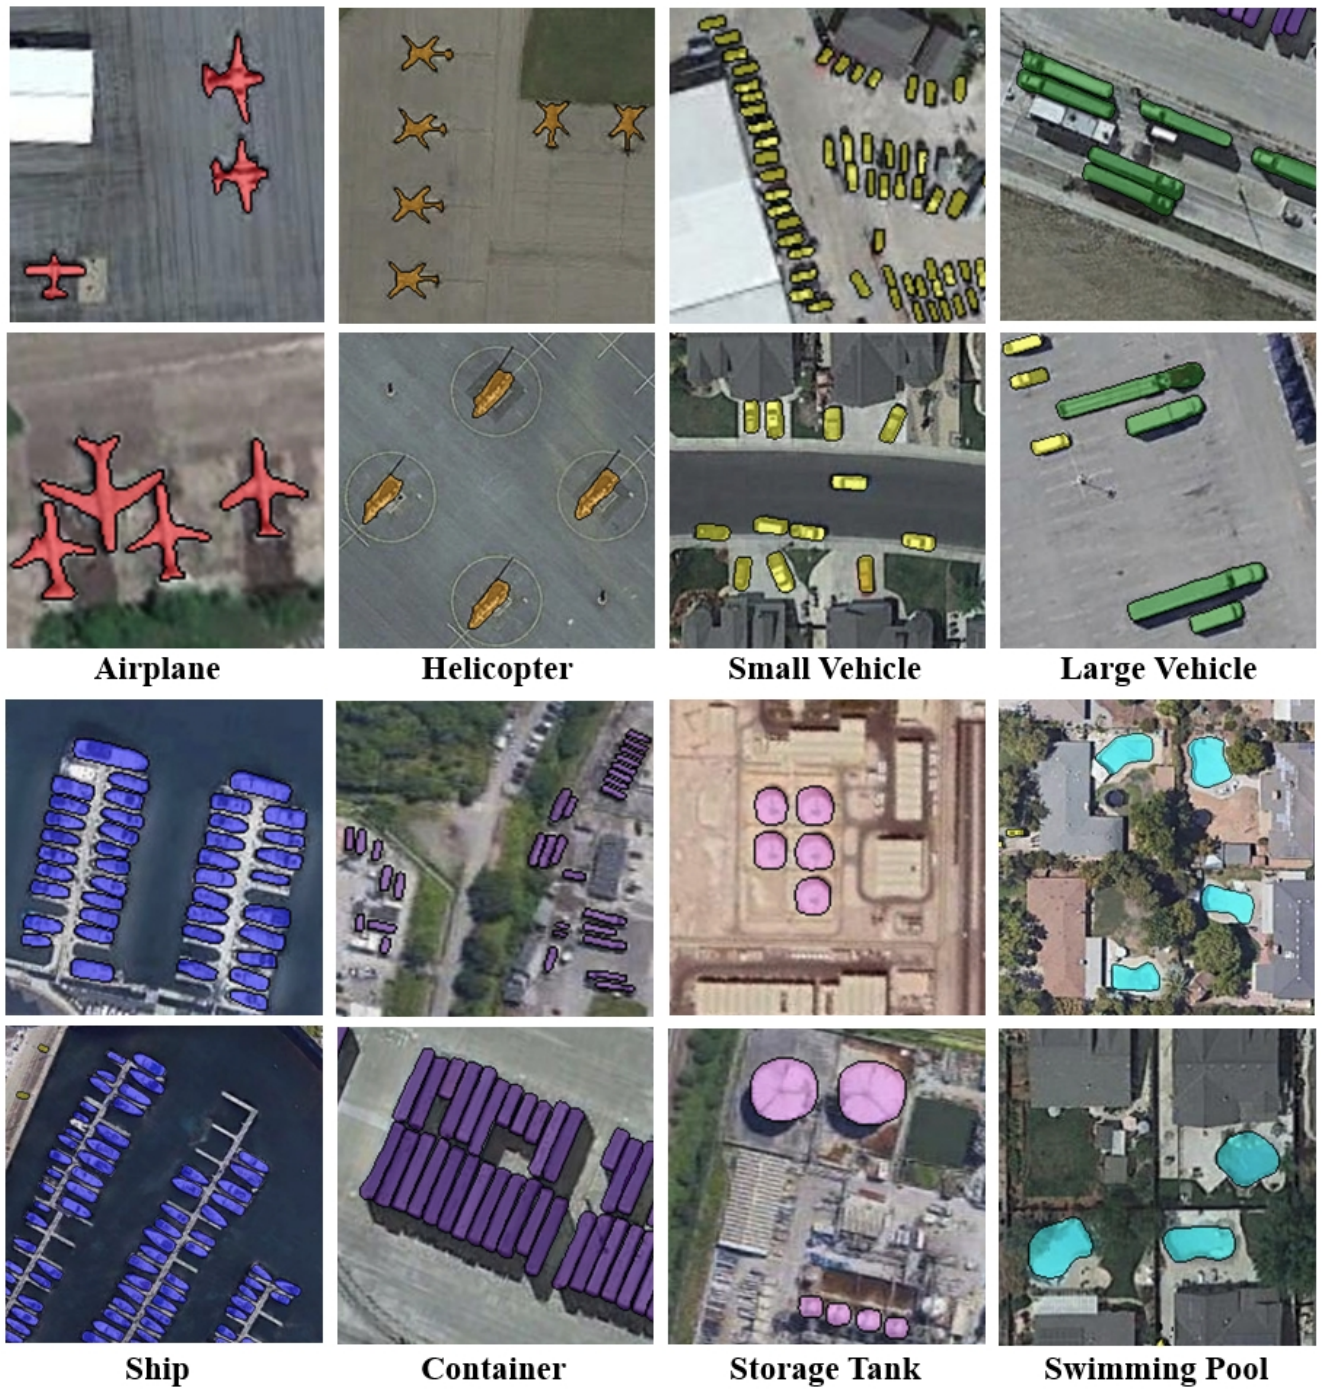 Airplane
Helicopter
Small Vehicle
Large Vehicle
Ship
Container
Storage Tank
Swimming Pool